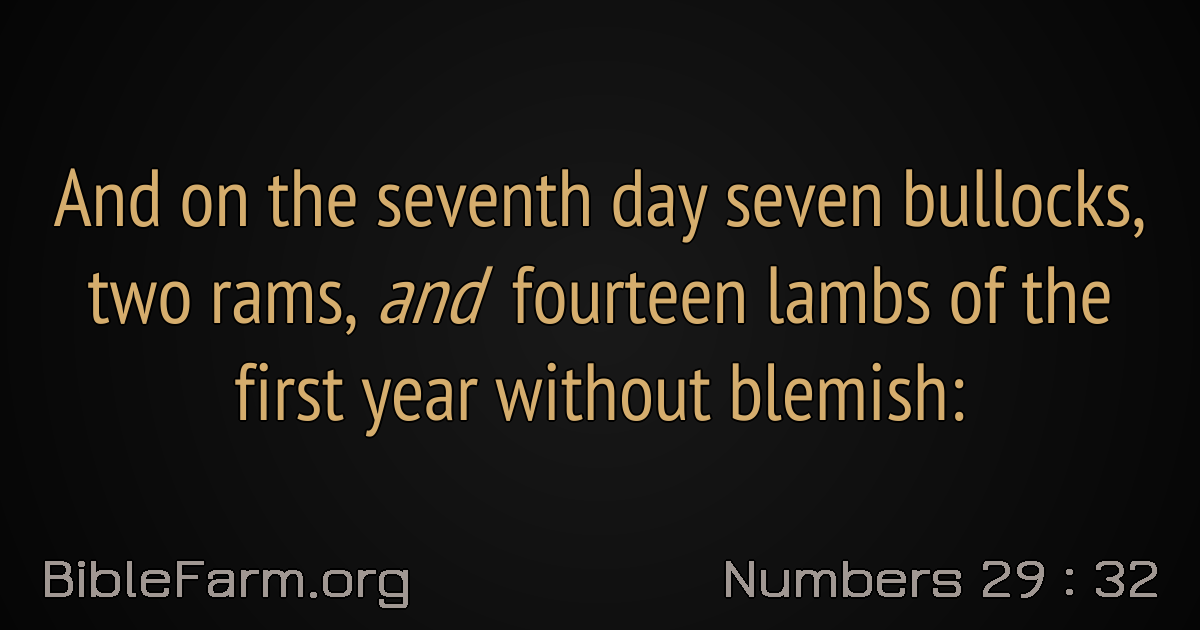 And on the seventh day seven bullocks,
two rams, and fourteen lambs of the
first year without blemish:
BibleFarm.org
Numbers 29 : 32